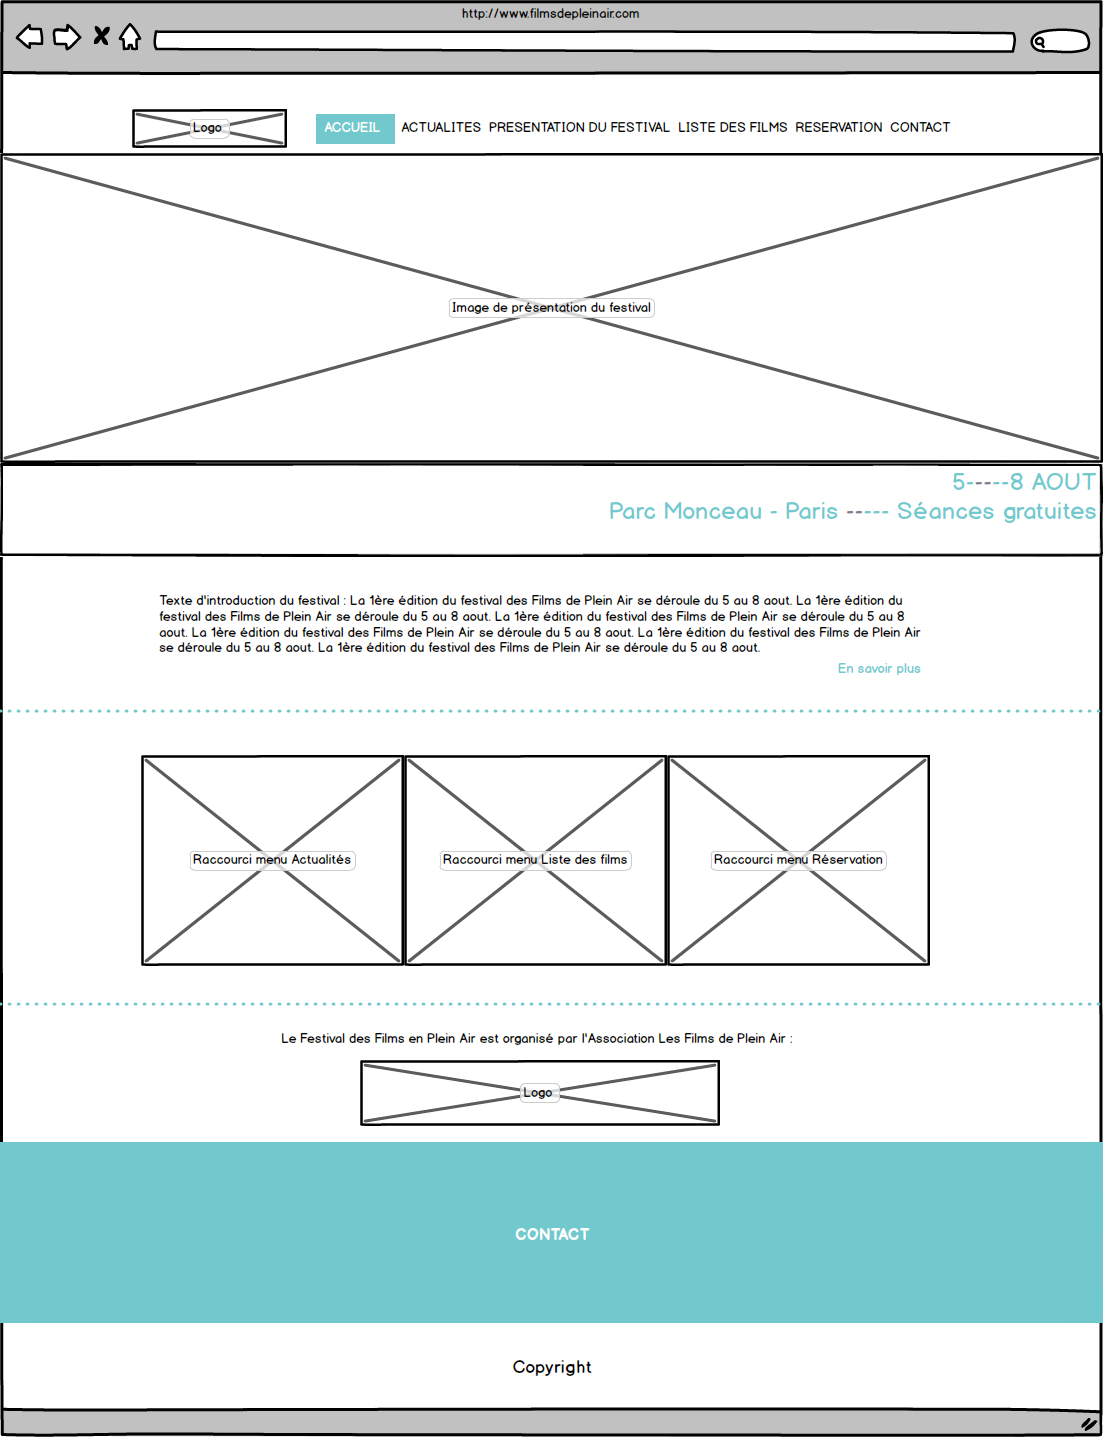 http://www.filmsdepleinair.com
Logo
ACCUEIL ACTUALITES PRESENTATION DU FESTIVAL LISTE DES FILMS RESERVATION CONTACT
Image de présentation du festival
5-----8 AOUT
Parc Monceau - Paris ----- Séances gratuites
Texte d'introduction du festival : La 1ère édition du festival des Films de Plein Air se déroule du 5 au 8 aout. La 1ère édition du
festival des Films de Plein Air se déroule du 5 au 8 aout. La 1ère édition du festival des Films de Plein Air se déroule du 5 au 8
aout. La 1ère édition du festival des Films de Plein Air se déroule du 5 au 8 aout. La 1ère édition du festival des Films de Plein Air
se déroule du 5 au 8 aout. La 1ère édition du festival des Films de Plein Air se déroule du 5 au 8 aout.
En savoir plus
Raccourci menu Actualités
Raccourci menu Liste des films
Raccourci menu Réservation
Le Festival des Films en Plein Air est organisé par l'Association Les Films de Plein Air :
Logo
CONTACT
Copyright